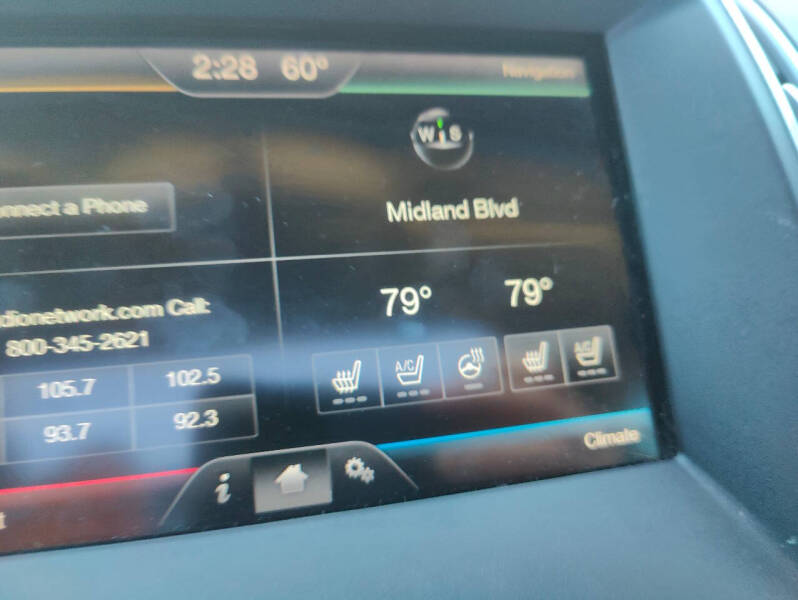 2:28 60°
Navigation
W S
nnect a Phone
Midland Blvd
79° 79°
dionetwork.com Call:
800-345-2621
A/C A/C
105.7 102.5
93.7 92.3
Climate
i
t